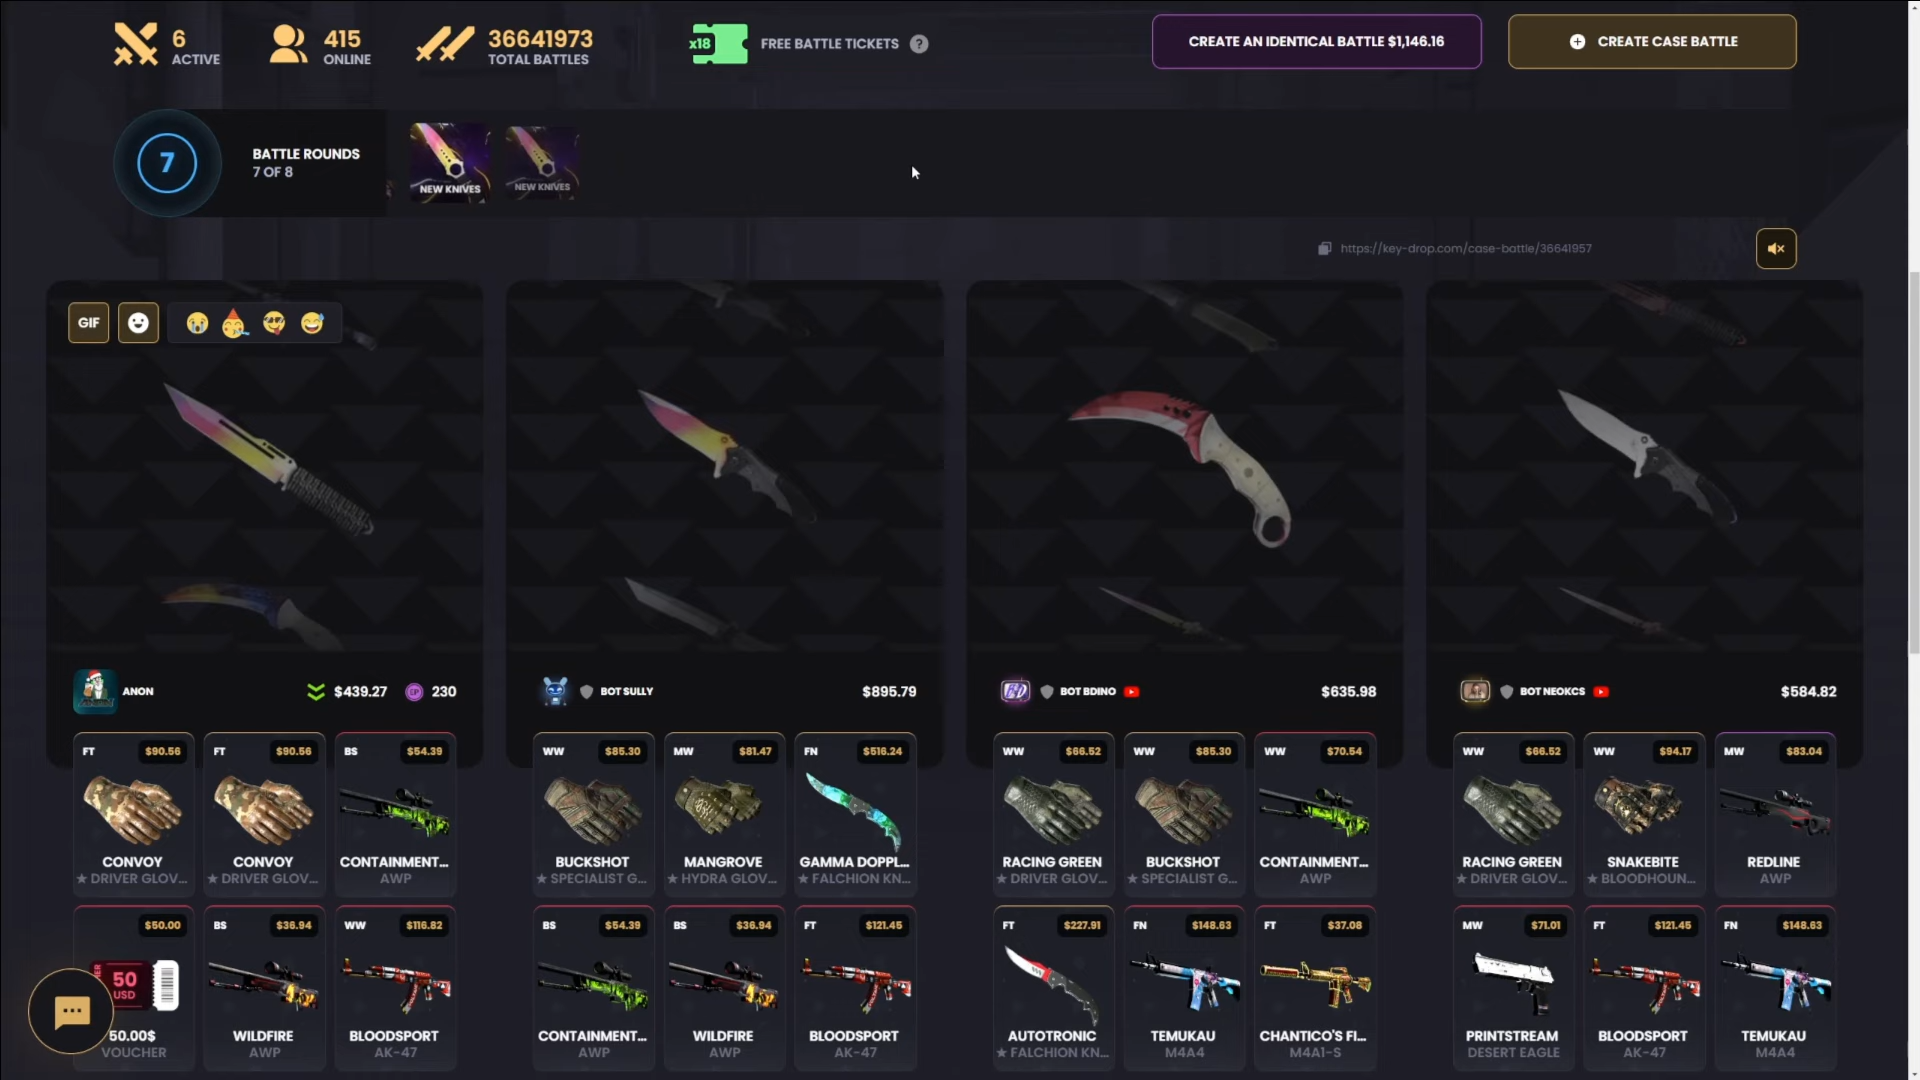 6
ACTIVE
415
ONLINE
36641973
TOTAL BATTLES
x18
FREE BATTLE TICKETS ?
CREATE AN IDENTICAL BATTLE $1,146.16
CREATE CASE BATTLE
7
BATTLE ROUNDS
7 OF 8
NEW KNIVES
NEW KNIVES
https://key-drop.com/case-battle/36641957
GIF
ANON
$439.27
230
BOT SULLY
$895.79
BOT BDINO
$635.98
BOT NEOKCS
$584.82
FT $90.56
CONVOY
★ DRIVER GLOV...
FT $90.56
CONVOY
★ DRIVER GLOV...
BS $54.39
CONTAINMENT...
AWP
WW $85.30
BUCKSHOT
★ SPECIALIST G...
MW $81.47
MANGROVE
★ HYDRA GLOV...
FN $516.24
GAMMA DOPPL...
★ FALCHION KN...
WW $66.52
RACING GREEN
★ DRIVER GLOV...
WW $85.30
BUCKSHOT
★ SPECIALIST G...
WW $70.54
CONTAINMENT...
AWP
WW $66.52
RACING GREEN
★ DRIVER GLOV...
WW $94.17
SNAKEBITE
★ BLOODHOUN...
MW $83.04
REDLINE
AWP
$50.00
50
USD
50.00$
VOUCHER
BS $36.94
WILDFIRE
AWP
WW $116.82
BLOODSPORT
AK-47
BS $54.39
CONTAINMENT...
AWP
BS $36.94
WILDFIRE
AWP
FT $121.45
BLOODSPORT
AK-47
FT $227.91
AUTOTRONIC
★ FALCHION KN...
FN $148.63
TEMUKAU
M4A4
FT $37.08
CHANTICO'S FI...
M4A1-S
MW $71.01
PRINTSTREAM
DESERT EAGLE
FT $121.45
BLOODSPORT
AK-47
FN $148.63
TEMUKAU
M4A4